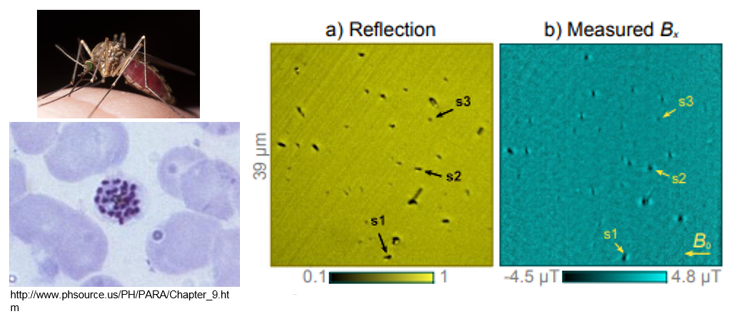 a) Reflection
b) Measured Bₓ
s3
s2
s1
39 μm
0.1
1
s3
s2
s1
B₀
-4.5 μT
4.8 μT
http://www.phsource.us/PH/PARA/Chapter_9.ht
m